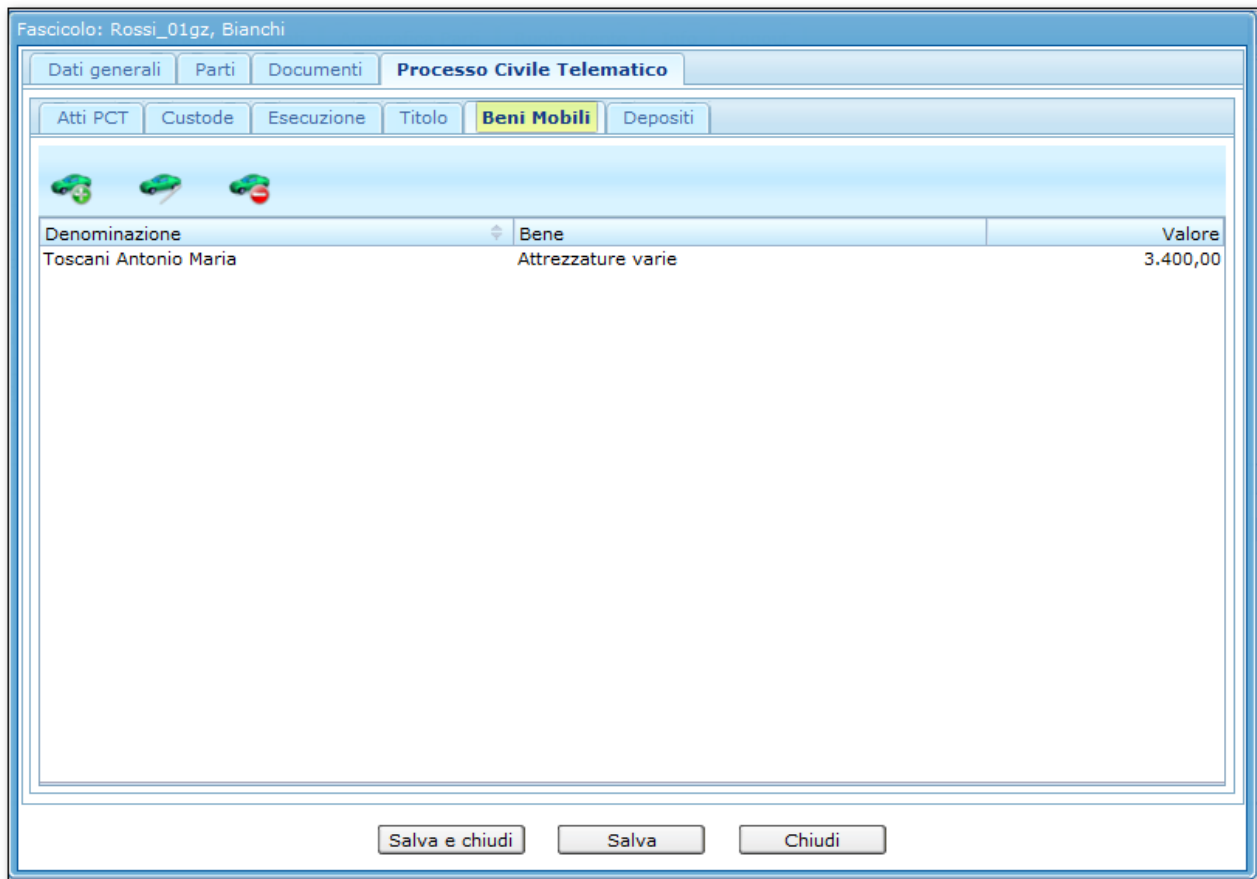 Fascicolo: Rossi_01gz, Bianchi
Dati generali Parti Documenti Processo Civile Telematico
Atti PCT Custode Esecuzione Titolo Beni Mobili Depositi
Denominazione Bene Valore
Toscani Antonio Maria Attrezzature varie 3.400,00
Salva e chiudi Salva Chiudi